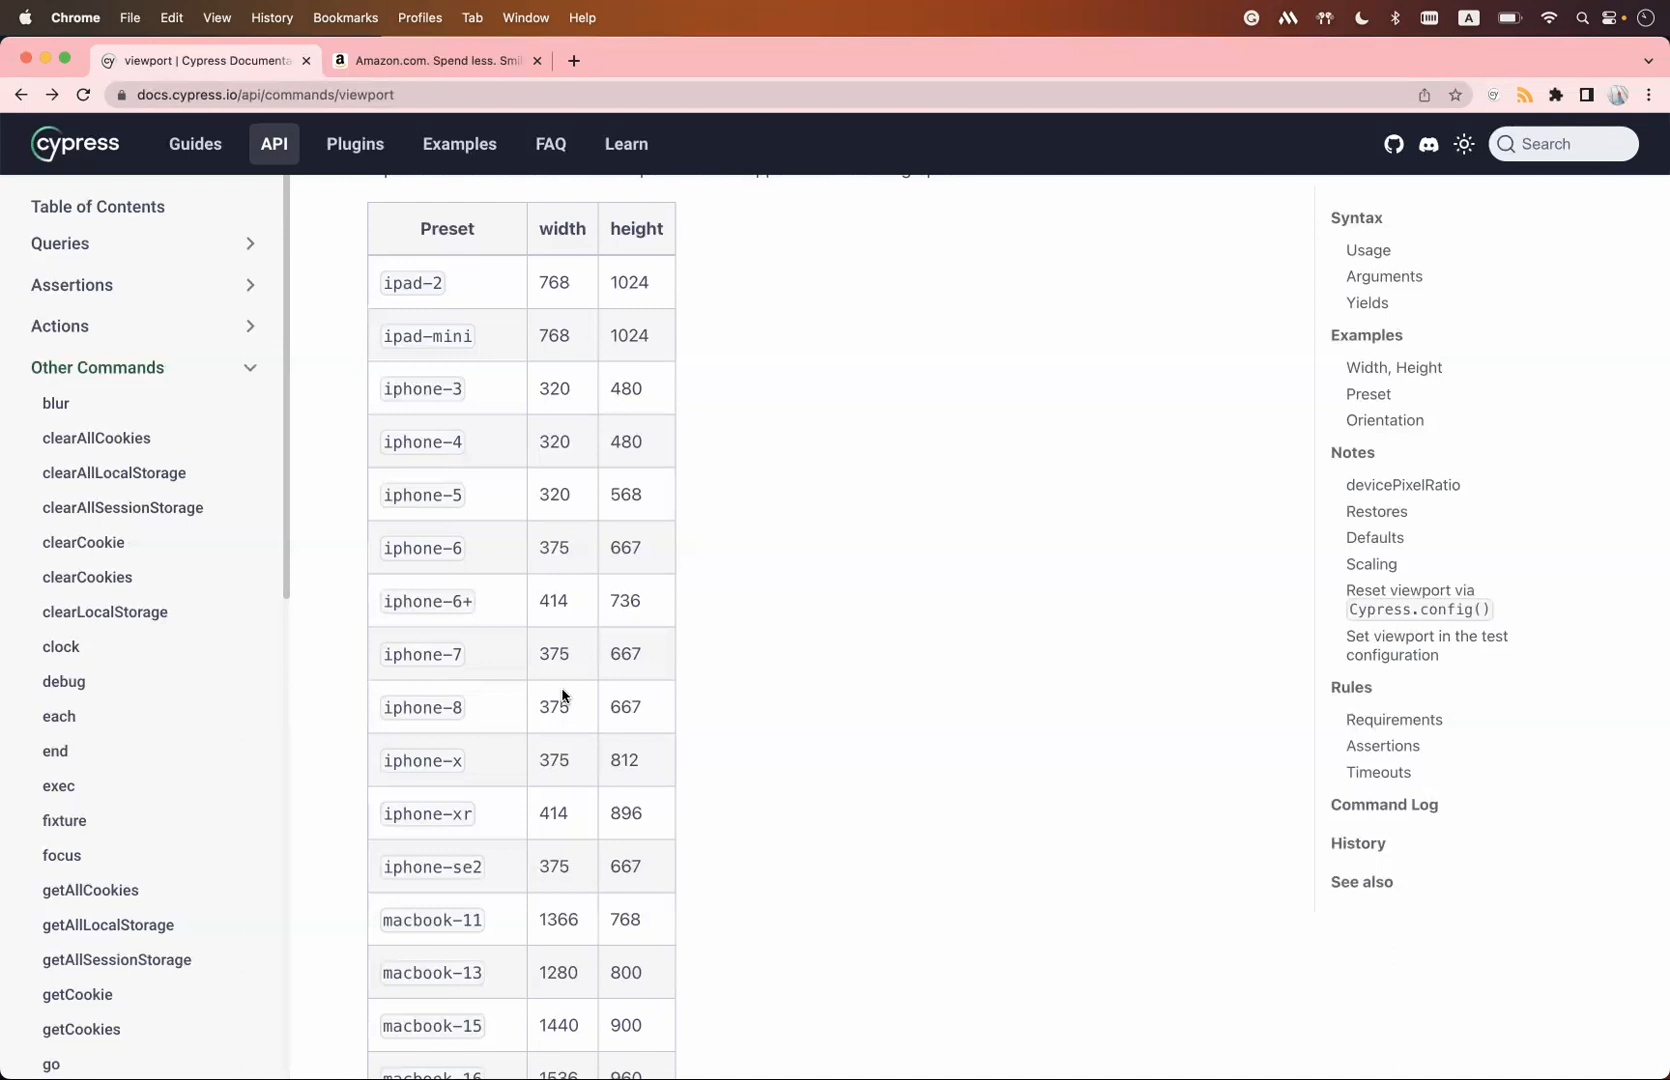 Chrome File Edit View History Bookmarks Profiles Tab Window Help A
viewport | Cypress Documenta
Amazon.com. Spend less. Smi
docs.cypress.io/api/commands/viewport
cypress Guides API Plugins Examples FAQ Learn Search
Table of Contents
Queries
Assertions
Actions
Other Commands
blur
clearAllCookies
clearAllLocalStorage
clearAllSessionStorage
clearCookie
clearCookies
clearLocalStorage
clock
debug
each
end
exec
fixture
focus
getAllCookies
getAllLocalStorage
getAllSessionStorage
getCookie
getCookies
go
Preset width height
ipad-2 768 1024
ipad-mini 768 1024
iphone-3 320 480
iphone-4 320 480
iphone-5 320 568
iphone-6 375 667
iphone-6+ 414 736
iphone-7 375 667
iphone-8 375 667
iphone-x 375 812
iphone-xr 414 896
iphone-se2 375 667
macbook-11 1366 768
macbook-13 1280 800
macbook-15 1440 900
macbook-16 1536 960
Syntax
Usage
Arguments
Yields
Examples
Width, Height
Preset
Orientation
Notes
devicePixelRatio
Restores
Defaults
Scaling
Reset viewport via
Cypress.config()
Set viewport in the test
configuration
Rules
Requirements
Assertions
Timeouts
Command Log
History
See also